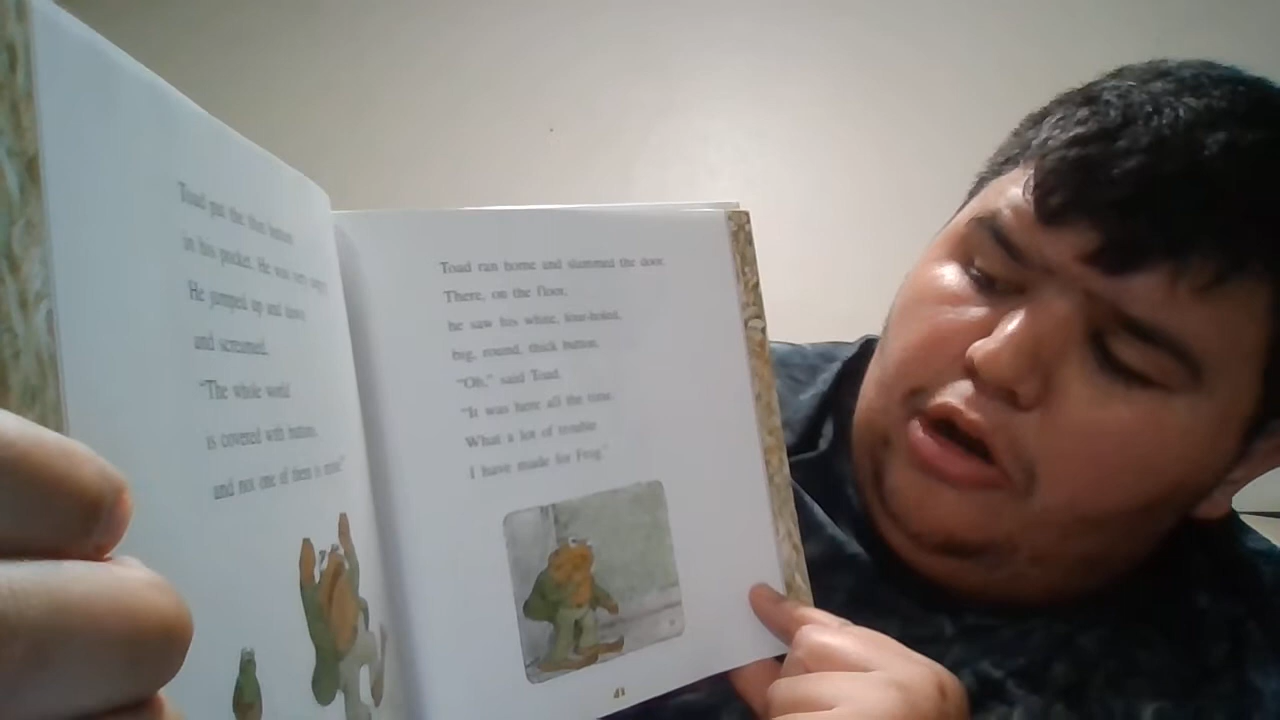 Toad put the thin button
in his pocket. He was very angry.
He jumped up and down
and screamed,
"The whole world
is covered with buttons,
and not one of them is mine!"
Toad ran home and slammed the door.
There, on the floor,
he saw his white, four-holed,
big, round, thick button.
"Oh," said Toad.
"It was here all the time.
What a lot of trouble
I have made for Frog."
41